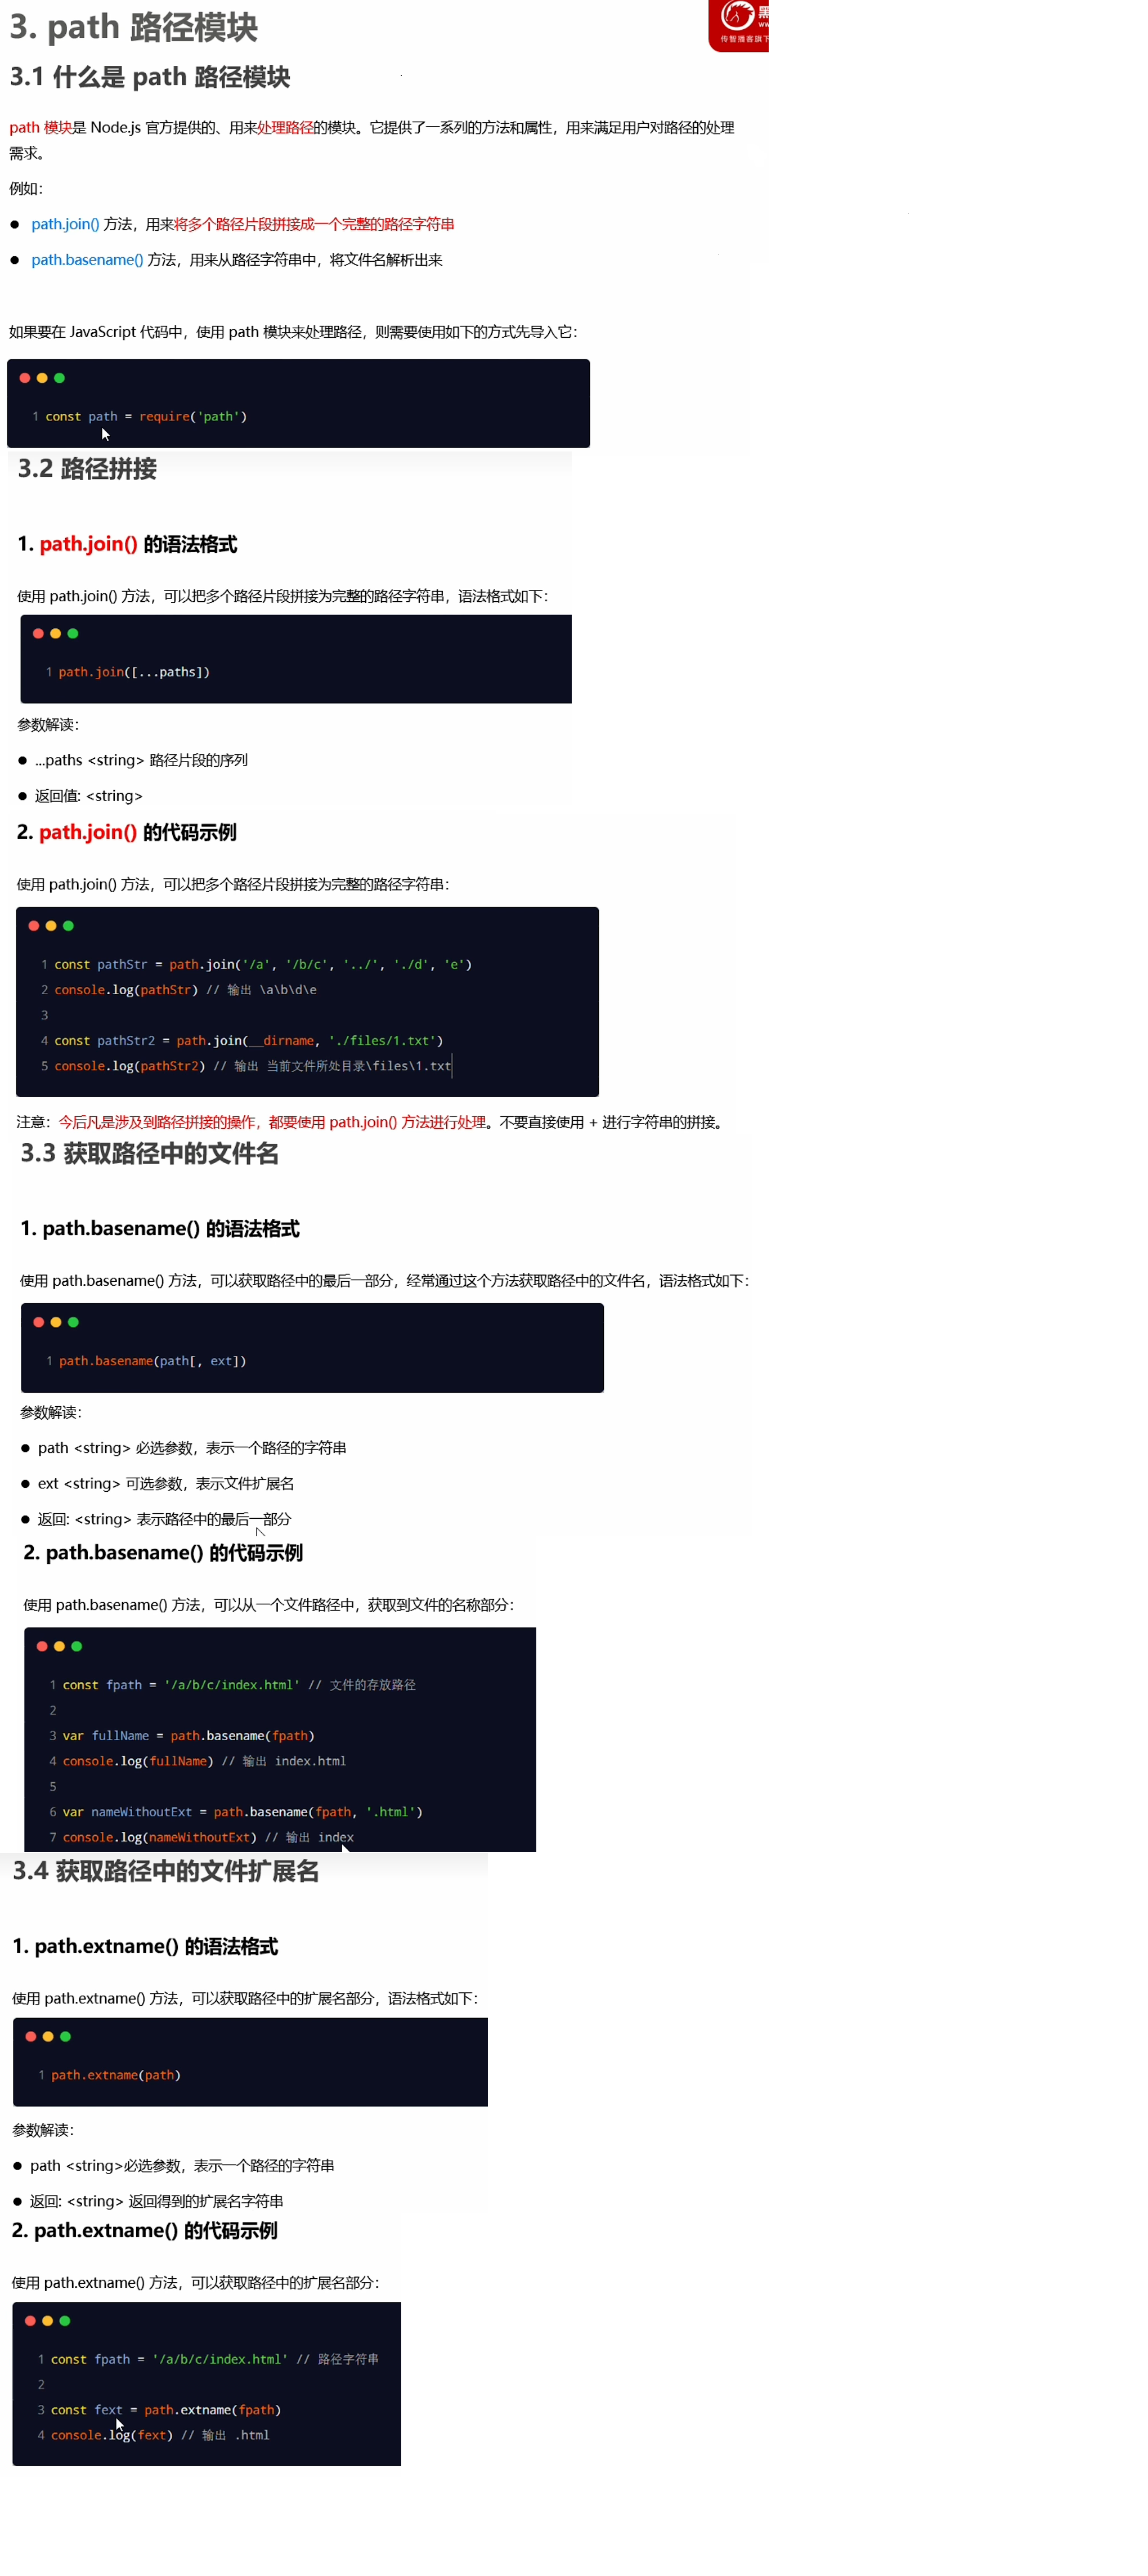 3. path 路径模块
黑
ww
传智播客旗下
3.1 什么是 path 路径模块
path 模块是 Node.js 官方提供的、用来处理路径的模块。它提供了一系列的方法和属性，用来满足用户对路径的处理
需求。
例如：
● path.join() 方法，用来将多个路径片段拼接成一个完整的路径字符串
● path.basename() 方法，用来从路径字符串中，将文件名解析出来
如果要在 JavaScript 代码中，使用 path 模块来处理路径，则需要使用如下的方式先导入它：
1 const path = require('path')
3.2 路径拼接
1. path.join() 的语法格式
使用 path.join() 方法，可以把多个路径片段拼接为完整的路径字符串，语法格式如下：
1 path.join([...paths])
参数解读：
● ...paths <string> 路径片段的序列
● 返回值: <string>
2. path.join() 的代码示例
使用 path.join() 方法，可以把多个路径片段拼接为完整的路径字符串：
1 const pathStr = path.join('/a', '/b/c', '../', './d', 'e')
2 console.log(pathStr) // 输出 \a\b\d\e
3
4 const pathStr2 = path.join(__dirname, './files/1.txt')
5 console.log(pathStr2) // 输出 当前文件所处目录\files\1.txt
注意：今后凡是涉及到路径拼接的操作，都要使用 path.join() 方法进行处理。不要直接使用 + 进行字符串的拼接。
3.3 获取路径中的文件名
1. path.basename() 的语法格式
使用 path.basename() 方法，可以获取路径中的最后一部分，经常通过这个方法获取路径中的文件名，语法格式如下：
1 path.basename(path[, ext])
参数解读：
● path <string> 必选参数，表示一个路径的字符串
● ext <string> 可选参数，表示文件扩展名
● 返回: <string> 表示路径中的最后一部分
2. path.basename() 的代码示例
使用 path.basename() 方法，可以从一个文件路径中，获取到文件的名称部分：
1 const fpath = '/a/b/c/index.html' // 文件的存放路径
2
3 var fullName = path.basename(fpath)
4 console.log(fullName) // 输出 index.html
5
6 var nameWithoutExt = path.basename(fpath, '.html')
7 console.log(nameWithoutExt) // 输出 index
3.4 获取路径中的文件扩展名
1. path.extname() 的语法格式
使用 path.extname() 方法，可以获取路径中的扩展名部分，语法格式如下：
1 path.extname(path)
参数解读：
● path <string>必选参数，表示一个路径的字符串
● 返回: <string> 返回得到的扩展名字符串
2. path.extname() 的代码示例
使用 path.extname() 方法，可以获取路径中的扩展名部分：
1 const fpath = '/a/b/c/index.html' // 路径字符串
2
3 const fext = path.extname(fpath)
4 console.log(fext) // 输出 .html